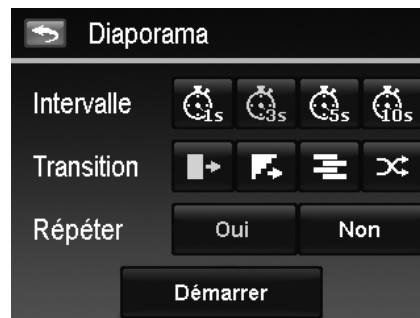 Diaporama
Intervalle 1s 3s 5s 10s
Transition
Répéter Oui Non
Démarrer